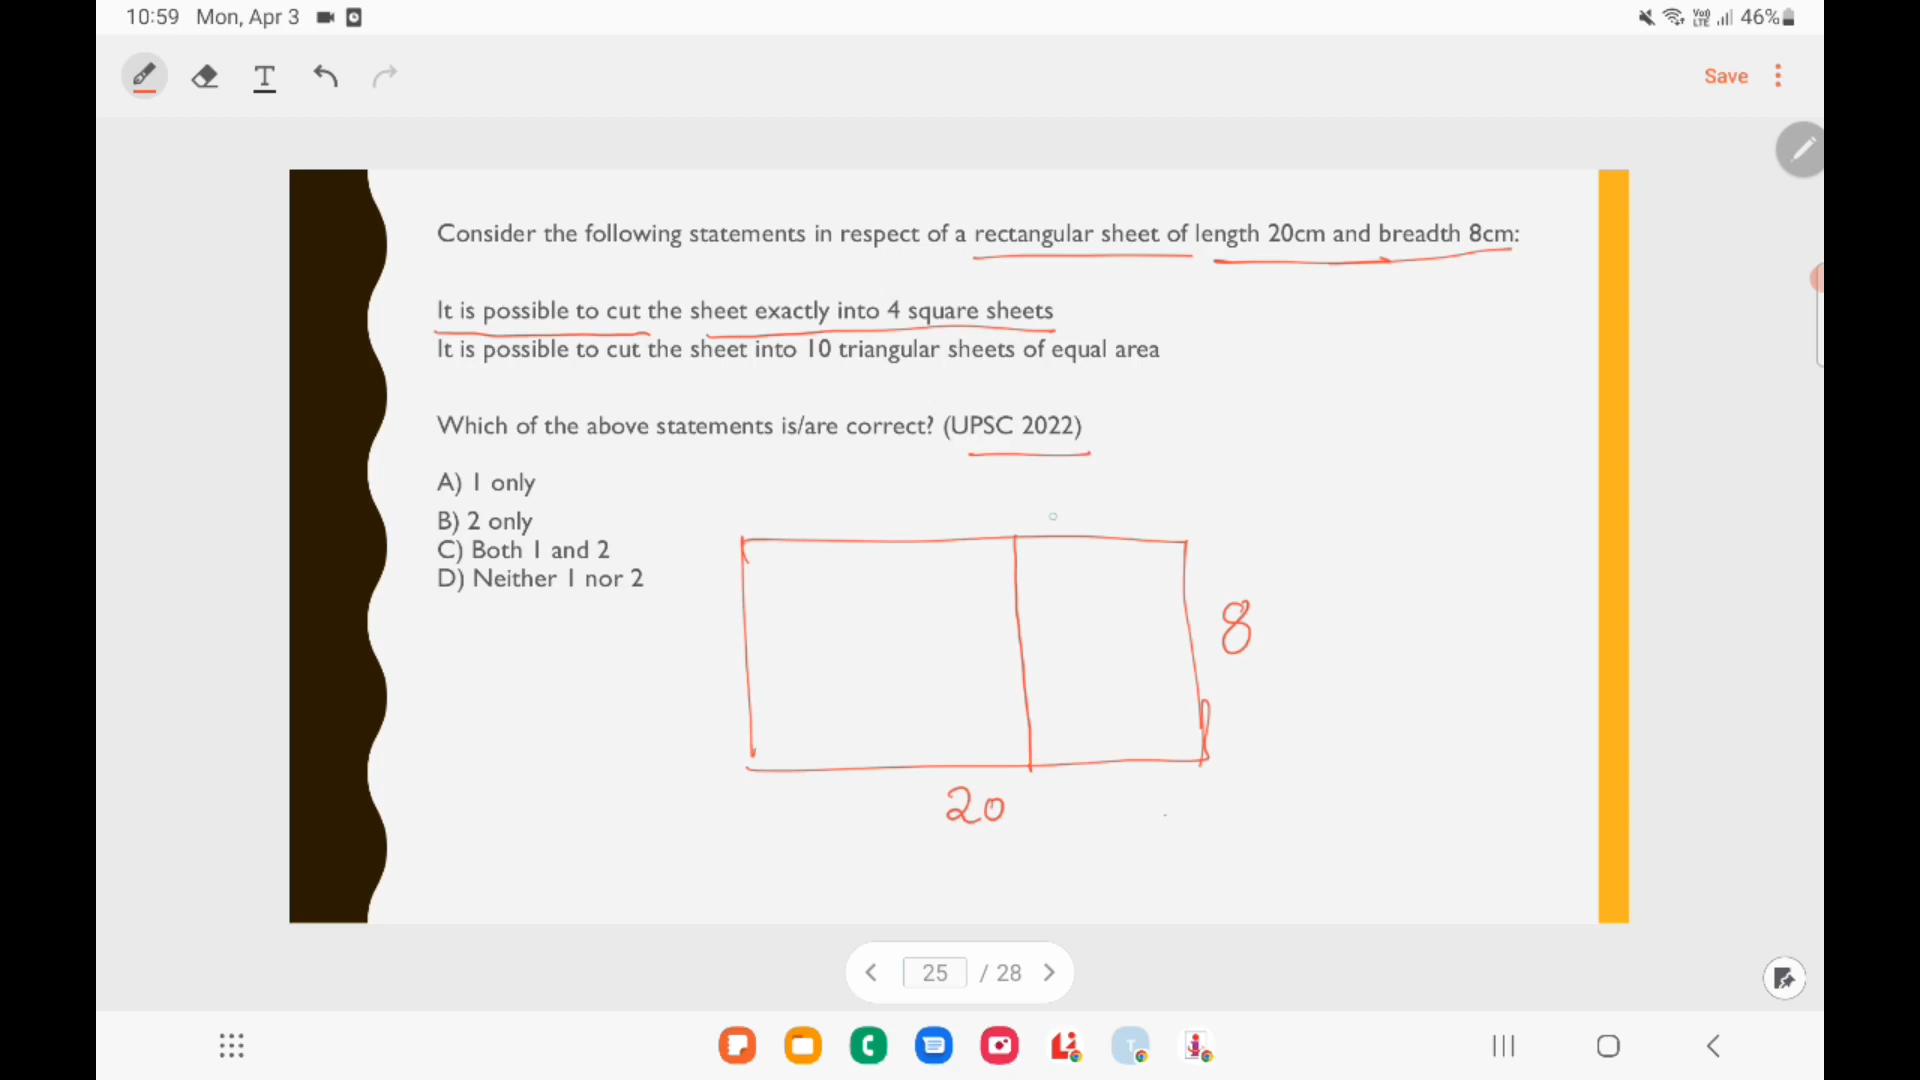 10:59 Mon, Apr 3
46%
Save
Consider the following statements in respect of a rectangular sheet of length 20cm and breadth 8cm:
It is possible to cut the sheet exactly into 4 square sheets
It is possible to cut the sheet into 10 triangular sheets of equal area
Which of the above statements is/are correct? (UPSC 2022)
A) 1 only
B) 2 only
C) Both 1 and 2
D) Neither 1 nor 2
8
20
25 / 28